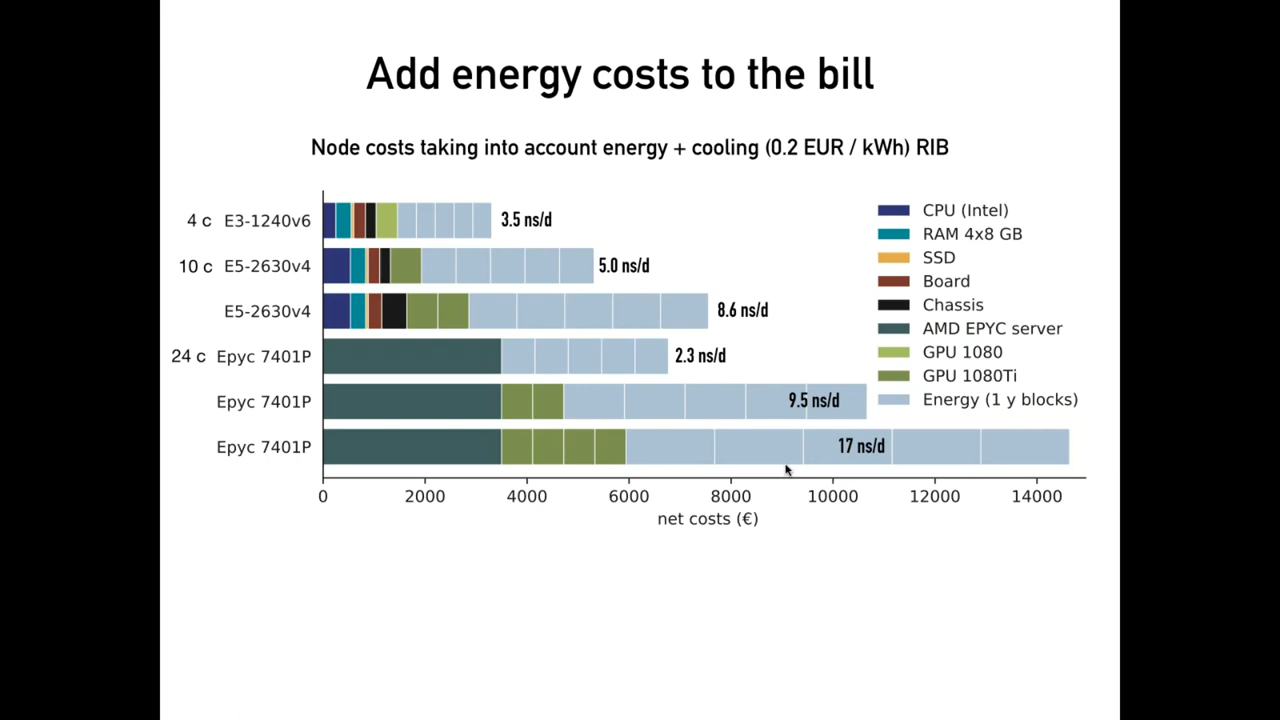 Add energy costs to the bill
Node costs taking into account energy + cooling (0.2 EUR / kWh) RIB
4 c E3-1240v6 3.5 ns/d
10 c E5-2630v4 5.0 ns/d
E5-2630v4 8.6 ns/d
24 c Epyc 7401P 2.3 ns/d
Epyc 7401P 9.5 ns/d
Epyc 7401P 17 ns/d
CPU (Intel)
RAM 4x8 GB
SSD
Board
Chassis
AMD EPYC server
GPU 1080
GPU 1080Ti
Energy (1 y blocks)
0 2000 4000 6000 8000 10000 12000 14000
net costs (€)